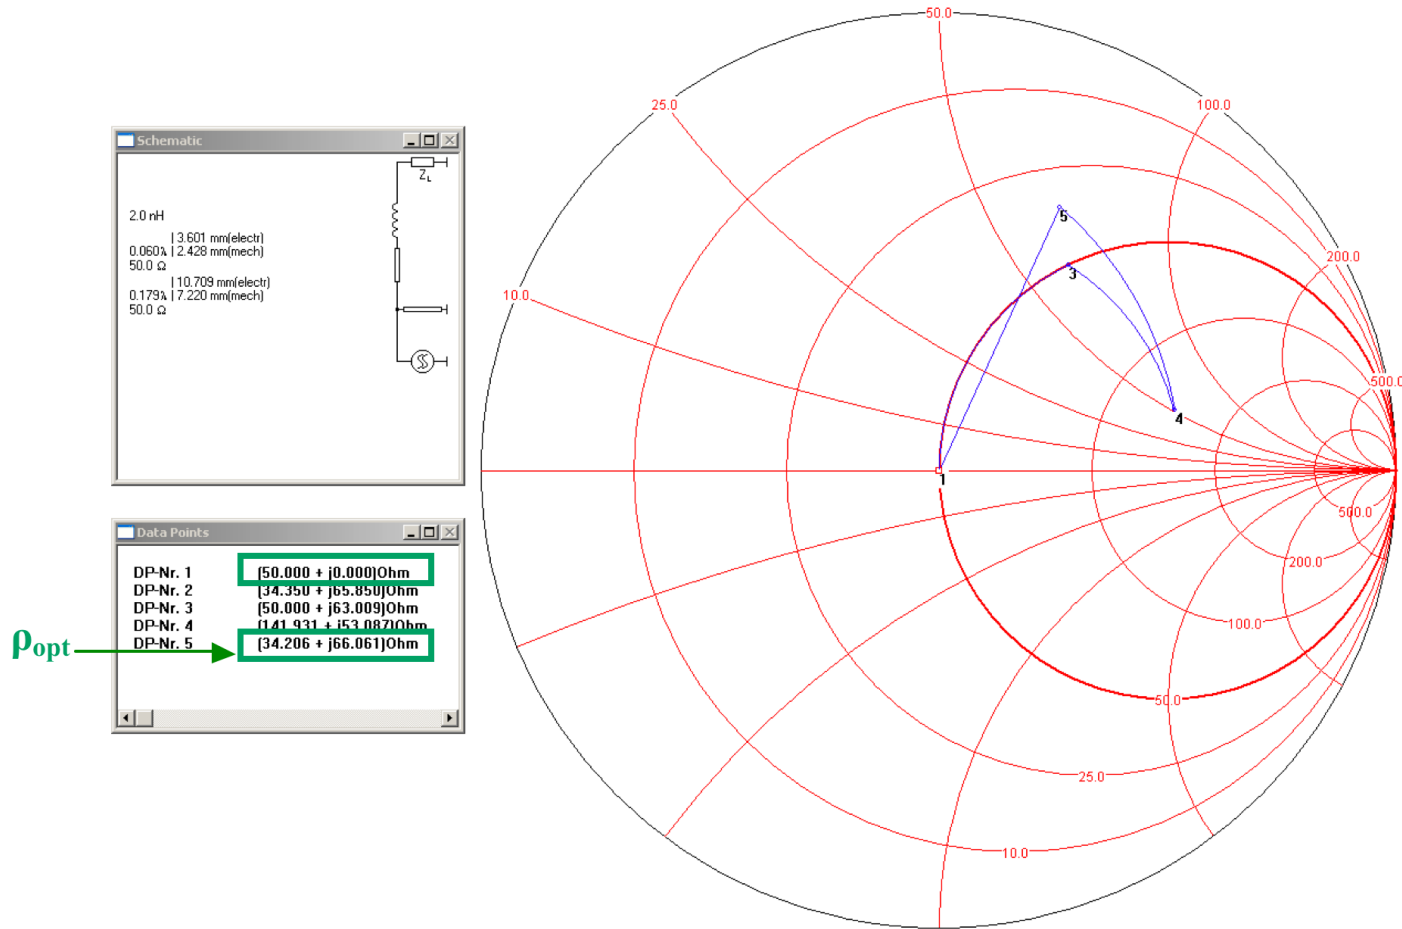 Schematic
Z_L
2.0 nH
| 3.601 mm(electr)
0.060λ | 2.428 mm(mech)
50.0 Ω
| 10.709 mm(electr)
0.179λ | 7.220 mm(mech)
50.0 Ω
Data Points
DP-Nr. 1 (50.000 + j0.000)Ohm
DP-Nr. 2 (34.350 + j65.850)Ohm
DP-Nr. 3 (50.000 + j63.009)Ohm
DP-Nr. 4 (141.931 + j53.087)Ohm
DP-Nr. 5 (34.206 + j66.061)Ohm
ρopt
50.0
25.0
100.0
10.0
200.0
500.0
5
3
4
1
500.0
200.0
100.0
50.0
25.0
10.0